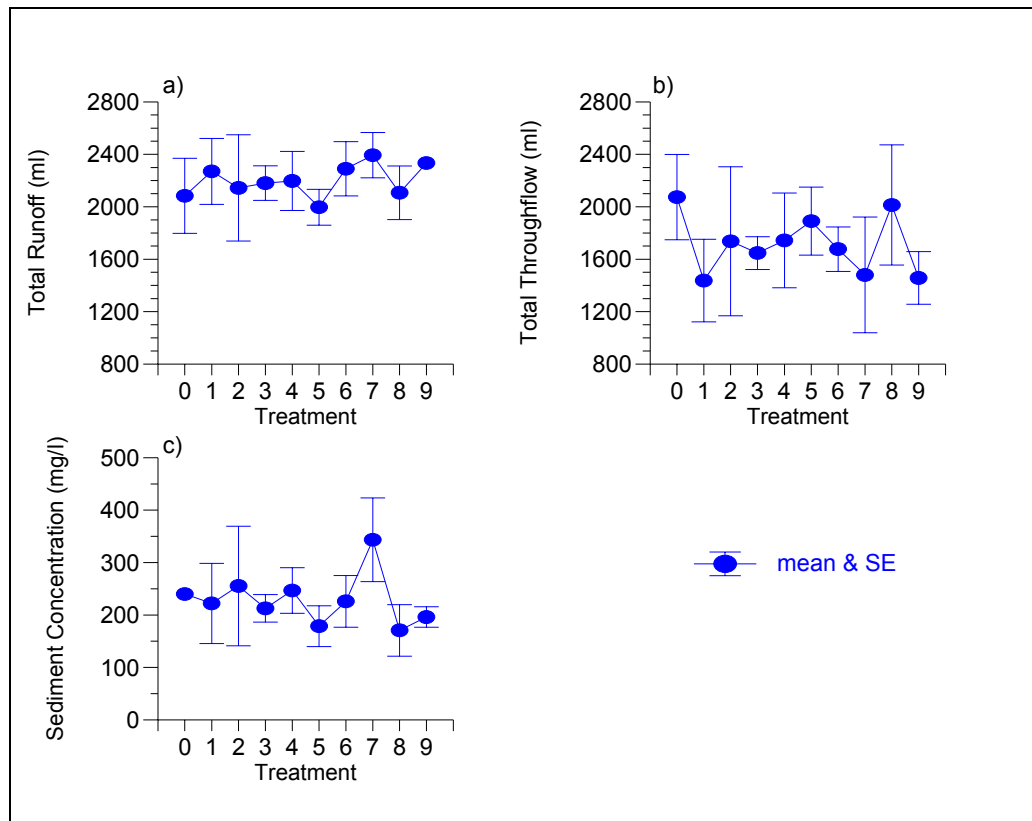 a)
Total Runoff (ml)
2800
2400
2000
1600
1200
800
0 1 2 3 4 5 6 7 8 9
Treatment
b)
Total Throughflow (ml)
2800
2400
2000
1600
1200
800
0 1 2 3 4 5 6 7 8 9
Treatment
c)
Sediment Concentration (mg/l)
500
400
300
200
100
0
0 1 2 3 4 5 6 7 8 9
Treatment
mean & SE